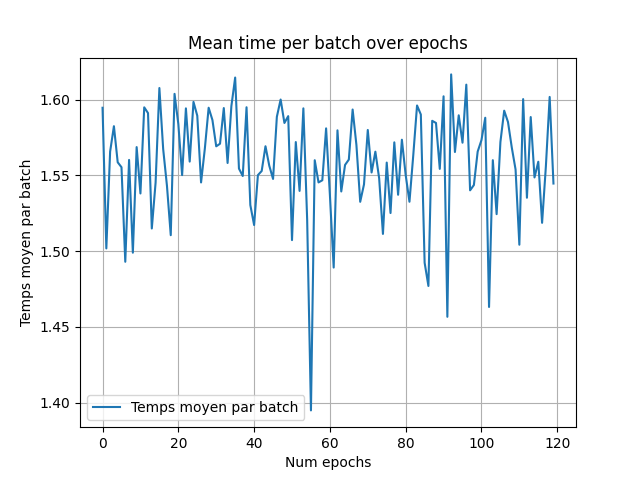 Mean time per batch over epochs
Temps moyen par batch
1.60
1.55
1.50
1.45
1.40
Temps moyen par batch
0 20 40 60 80 100 120
Num epochs